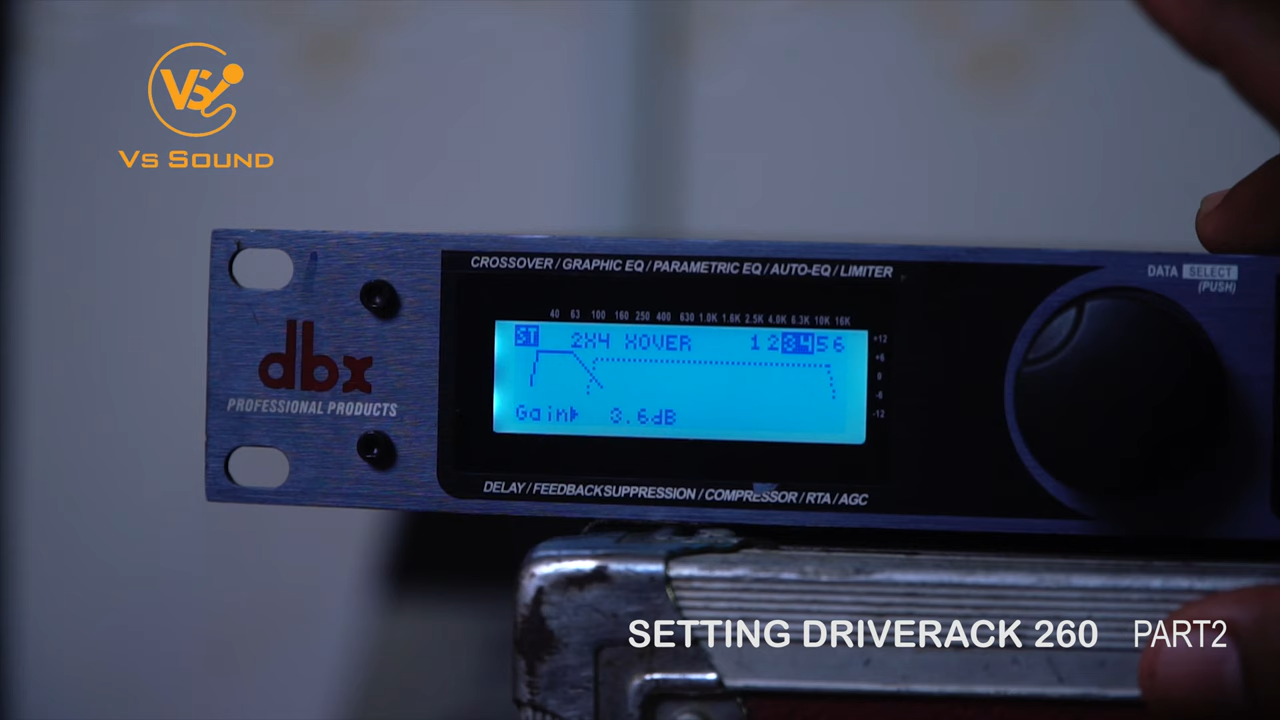 VS
VS SOUND
CROSSOVER / GRAPHIC EQ / PARAMETRIC EQ / AUTO-EQ / LIMITER
DATA SELECT
(PUSH)
40 63 100 160 250 400 630 1.0K 1.6K 2.5K 4.0K 6.3K 10K 16K
ST 2X4 XOVER 1 2 3 4 5 6
+12
+6
0
-6
-12
Gain 3.6dB
dbx
PROFESSIONAL PRODUCTS
DELAY / FEEDBACKSUPPRESSION / COMPRESSOR / RTA / AGC
SETTING DRIVERACK 260 PART2